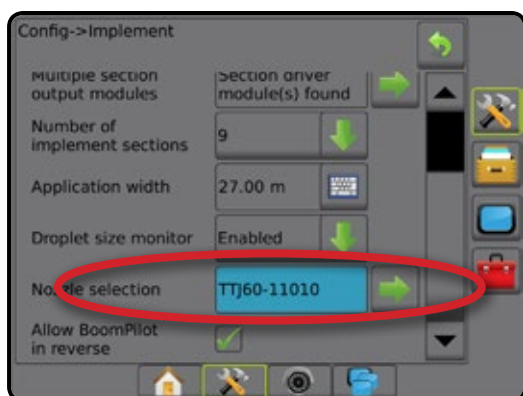 Config->Implement
Multiple section
output modules
Section driver
module(s) found
Number of
implement sections
9
Application width
27.00 m
Droplet size monitor
Enabled
Nozzle selection
TTJ60-11010
Allow BoomPilot
in reverse